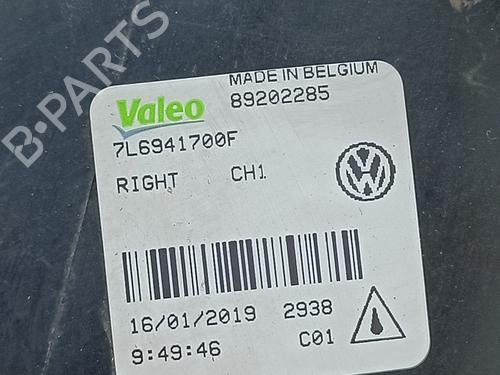 B-PARTS
MADE IN BELGIUM
Valeo 89202285
7L6941700F
RIGHT CH1
16/01/2019 2938
9:49:46 C01